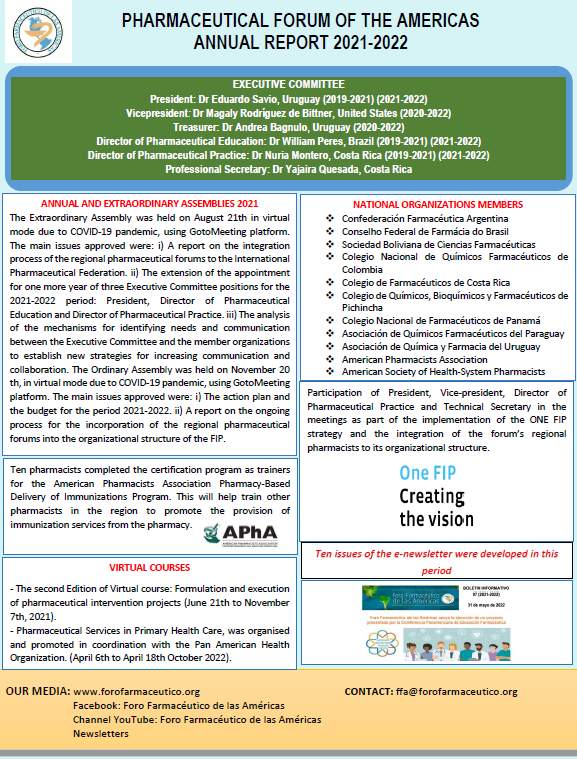 PHARMACEUTICAL FORUM OF THE AMERICAS
ANNUAL REPORT 2021-2022
EXECUTIVE COMMITTEE
President: Dr Eduardo Savio, Uruguay (2019-2021) (2021-2022)
Vicepresident: Dr Magaly Rodríguez de Bittner, United States (2020-2022)
Treasurer: Dr Andrea Bagnulo, Uruguay (2020-2022)
Director of Pharmaceutical Education: Dr William Peres, Brazil (2019-2021) (2021-2022)
Director of Pharmaceutical Practice: Dr Nuria Montero, Costa Rica (2019-2021) (2021-2022)
Professional Secretary: Dr Yajaira Quesada, Costa Rica
ANNUAL AND EXTRAORDINARY ASSEMBLIES 2021
The Extraordinary Assembly was held on August 21th in virtual
mode due to COVID-19 pandemic, using GotoMeeting platform.
The main issues approved were: i) A report on the integration
process of the regional pharmaceutical forums to the International
Pharmaceutical Federation. ii) The extension of the appointment
for one more year of three Executive Committee positions for the
2021-2022 period: President, Director of Pharmaceutical
Education and Director of Pharmaceutical Practice. iii) The analysis
of the mechanisms for identifying needs and communication
between the Executive Committee and the member organizations
to establish new strategies for increasing communication and
collaboration. The Ordinary Assembly was held on November 20
th, in virtual mode due to COVID-19 pandemic, using GotoMeeting
platform. The main issues approved were: i) The action plan and
the budget for the period 2021-2022. ii) A report on the ongoing
process for the incorporation of the regional pharmaceutical
forums into the organizational structure of the FIP.
Ten pharmacists completed the certification program as trainers
for the American Pharmacists Association Pharmacy-Based
Delivery of Immunizations Program. This will help train other
pharmacists in the region to promote the provision of
immunization services from the pharmacy.
APhA
VIRTUAL COURSES
- The second Edition of Virtual course: Formulation and execution
of pharmaceutical intervention projects (June 21th to November
7th, 2021).
- Pharmaceutical Services in Primary Health Care, was organised
and promoted in coordination with the Pan American Health
Organization. (April 6th to April 18th October 2022).
NATIONAL ORGANIZATIONS MEMBERS
❖ Confederación Farmacéutica Argentina
❖ Conselho Federal de Farmácia do Brasil
❖ Sociedad Boliviana de Ciencias Farmacéuticas
❖ Colegio Nacional de Químicos Farmacéuticos de
Colombia
❖ Colegio de Farmacéuticos de Costa Rica
❖ Colegio de Químicos, Bioquímicos y Farmacéuticos de
Pichincha
❖ Colegio Nacional de Farmacéuticos de Panamá
❖ Asociación de Químicos Farmacéuticos del Paraguay
❖ Asociación de Química y Farmacia del Uruguay
❖ American Pharmacists Association
❖ American Society of Health-System Pharmacists
Participation of President, Vice-president, Director of
Pharmaceutical Practice and Technical Secretary in the
meetings as part of the implementation of the ONE FIP
strategy and the integration of the forum's regional
pharmacists to its organizational structure.
One FIP
Creating
the vision
Ten issues of the e-newsletter were developed in this
period
Foro Farmacéutico
de las Américas
BOLETIN INFORMATIVO
07 (2021-2022)
31 de mayo de 2022
Foro Farmacéutico de las Américas apoya la ejecución de un proyecto
presentado por la Conferencia Panamericana de Educación Farmacéutica
OUR MEDIA: www.forofarmaceutico.org
Facebook: Foro Farmacéutico de las Américas
Channel YouTube: Foro Farmacéutico de las Américas
Newsletters
CONTACT: ffa@forofarmaceutico.org